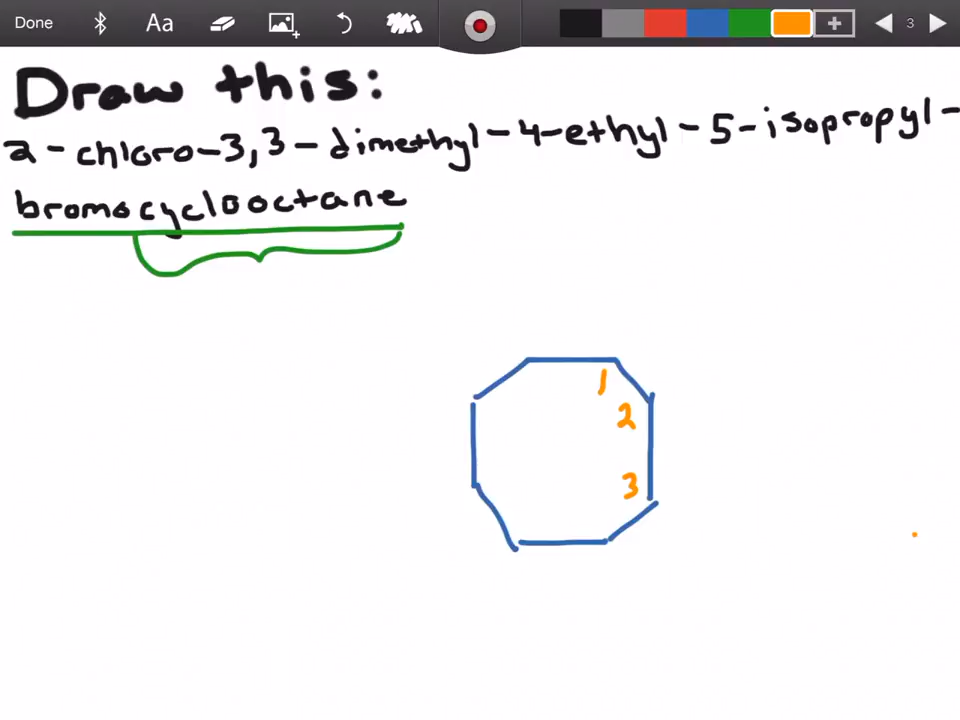 Done Aa 3
Draw this:
2-chloro-3,3-dimethyl-4-ethyl-5-isopropyl-
bromocyclooctane
1
2
3